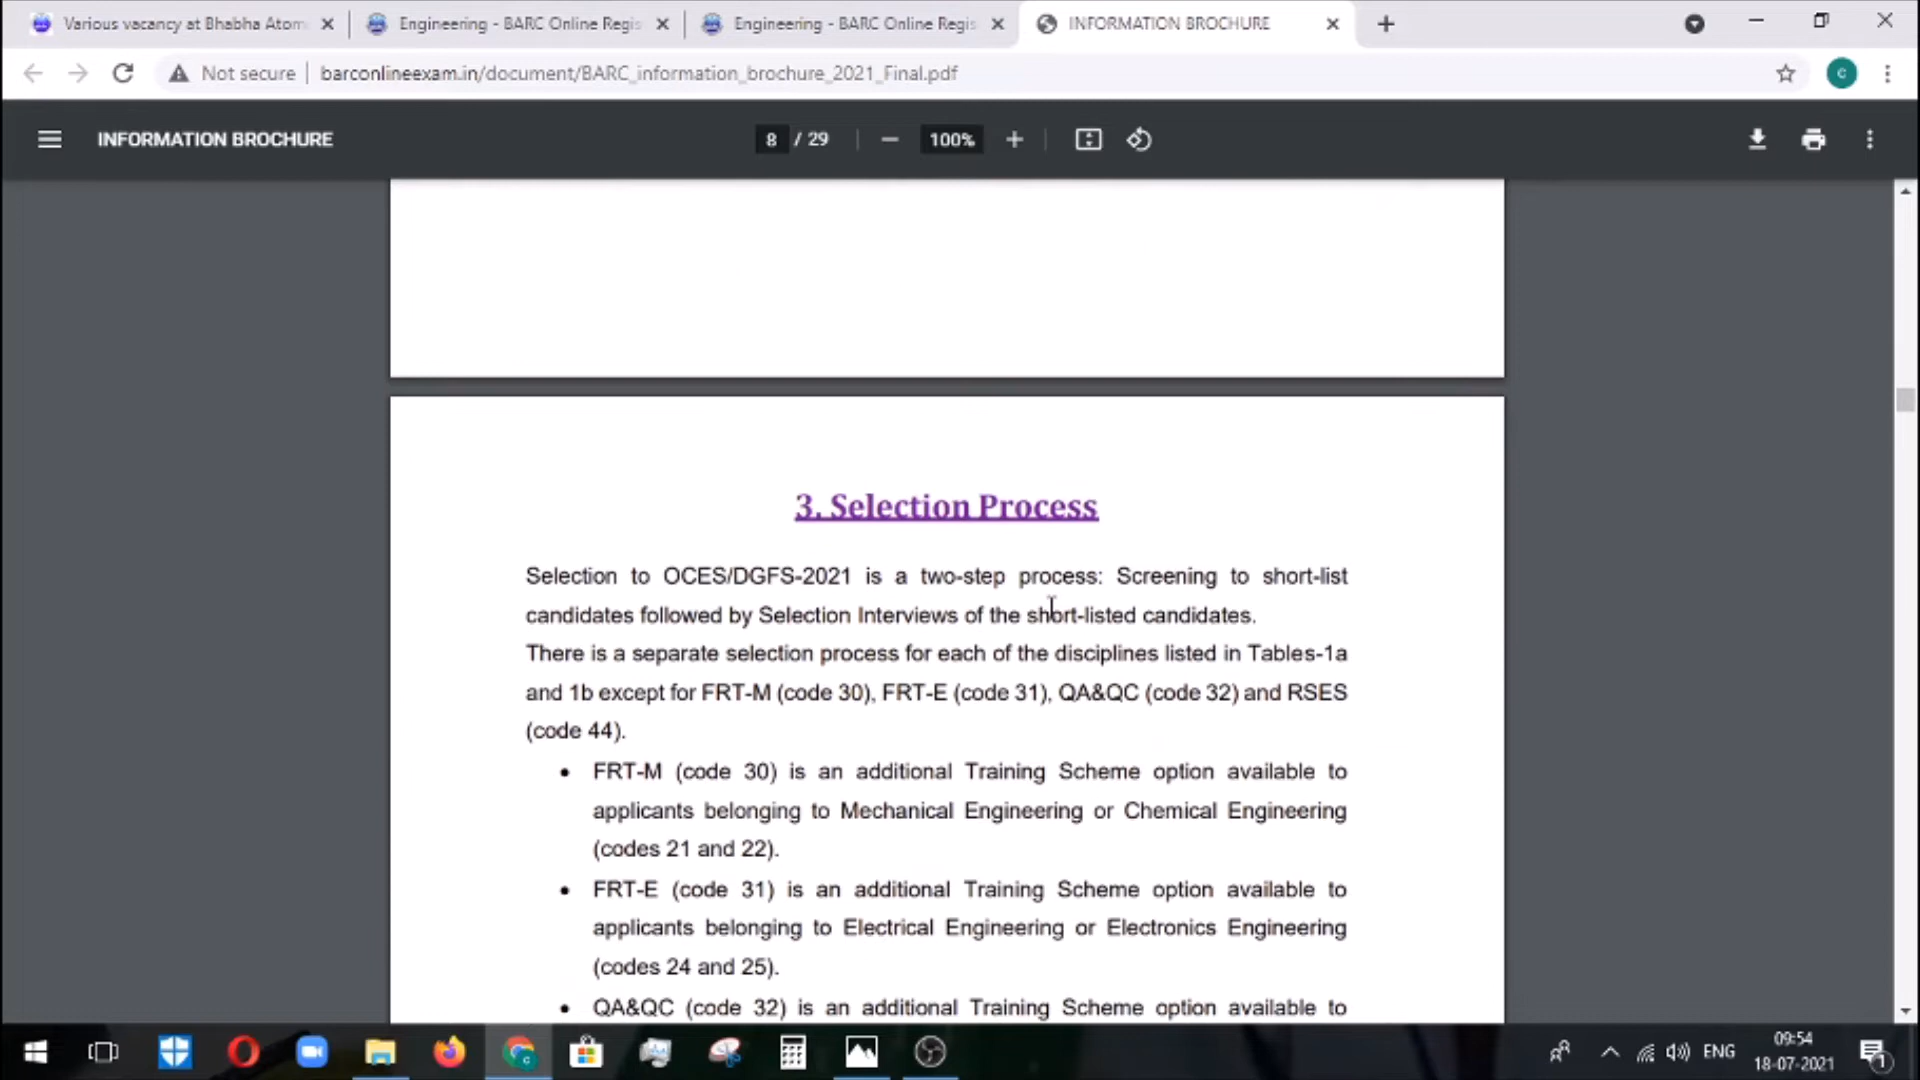 Various vacancy at Bhabha Atom
Engineering - BARC Online Regis
Engineering - BARC Online Regis
INFORMATION BROCHURE
Not secure
barconlineexam.in/document/BARC_information_brochure_2021_Final.pdf
C
INFORMATION BROCHURE
8 / 29
100%
3. Selection Process
Selection to OCES/DGFS-2021 is a two-step process: Screening to short-list
candidates followed by Selection Interviews of the short-listed candidates.
There is a separate selection process for each of the disciplines listed in Tables-1a
and 1b except for FRT-M (code 30), FRT-E (code 31), QA&QC (code 32) and RSES
(code 44).
• FRT-M (code 30) is an additional Training Scheme option available to
applicants belonging to Mechanical Engineering or Chemical Engineering
(codes 21 and 22).
• FRT-E (code 31) is an additional Training Scheme option available to
applicants belonging to Electrical Engineering or Electronics Engineering
(codes 24 and 25).
• QA&QC (code 32) is an additional Training Scheme option available to
ENG
09:54
18-07-2021
1